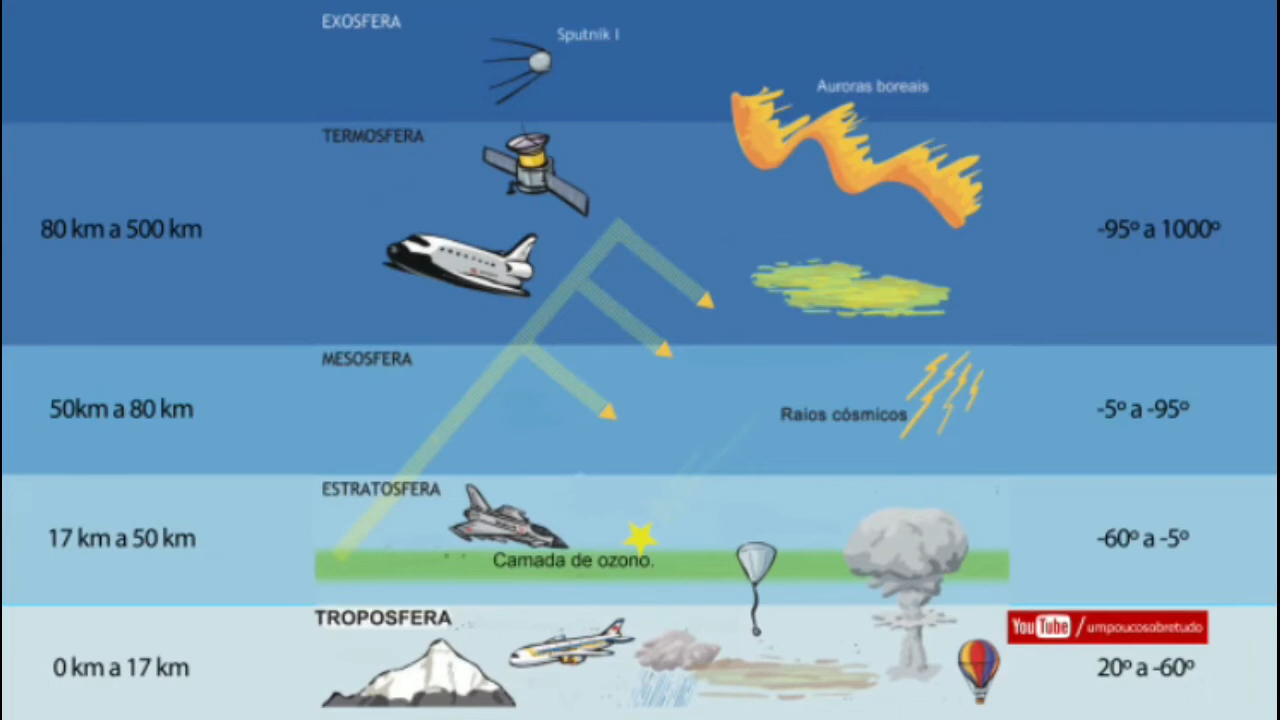 EXOSFERA
Sputnik I
Auroras boreais
TERMOSFERA
80 km a 500 km
-95º a 1000º
MESOSFERA
50km a 80 km
Raios cósmicos
-5º a -95º
ESTRATOSFERA
17 km a 50 km
-60º a -5º
Camada de ozono.
TROPOSFERA
YouTube /umpoucosobretudo
0 km a 17 km
20º a -60º